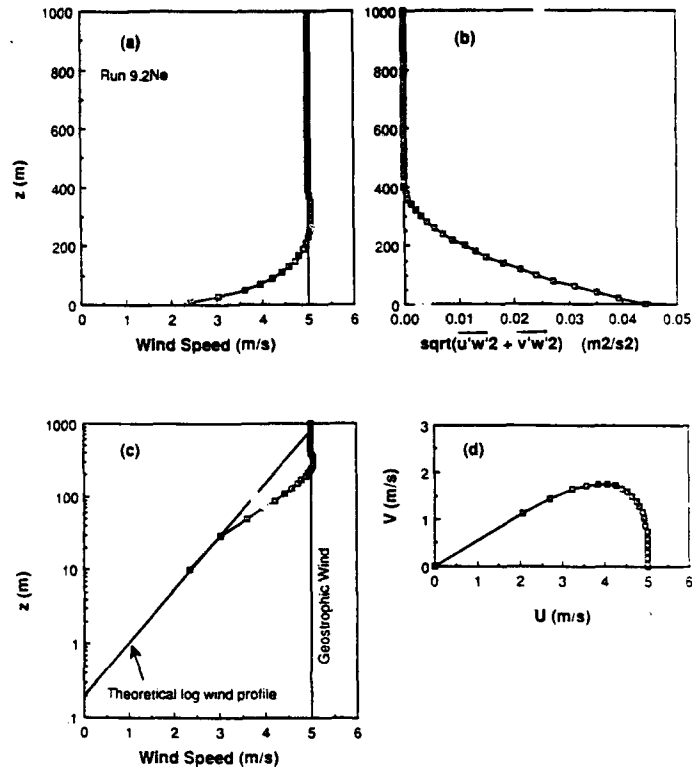 1000
800
600
400
200
0
z (m)
(a)
Run 9.2Ne
0 1 2 3 4 5 6
Wind Speed (m/s)
1000
800
600
400
200
0
(b)
0.00 0.01 0.02 0.03 0.04 0.05
sqrt(u'w'2 + v'w'2) (m2/s2)
1000
100
10
1
.1
z (m)
(c)
Geostrophic Wind
Theoretical log wind profile
0 1 2 3 4 5 6
Wind Speed (m/s)
3
2
1
0
V (m/s)
(d)
0 1 2 3 4 5 6
U (m/s)